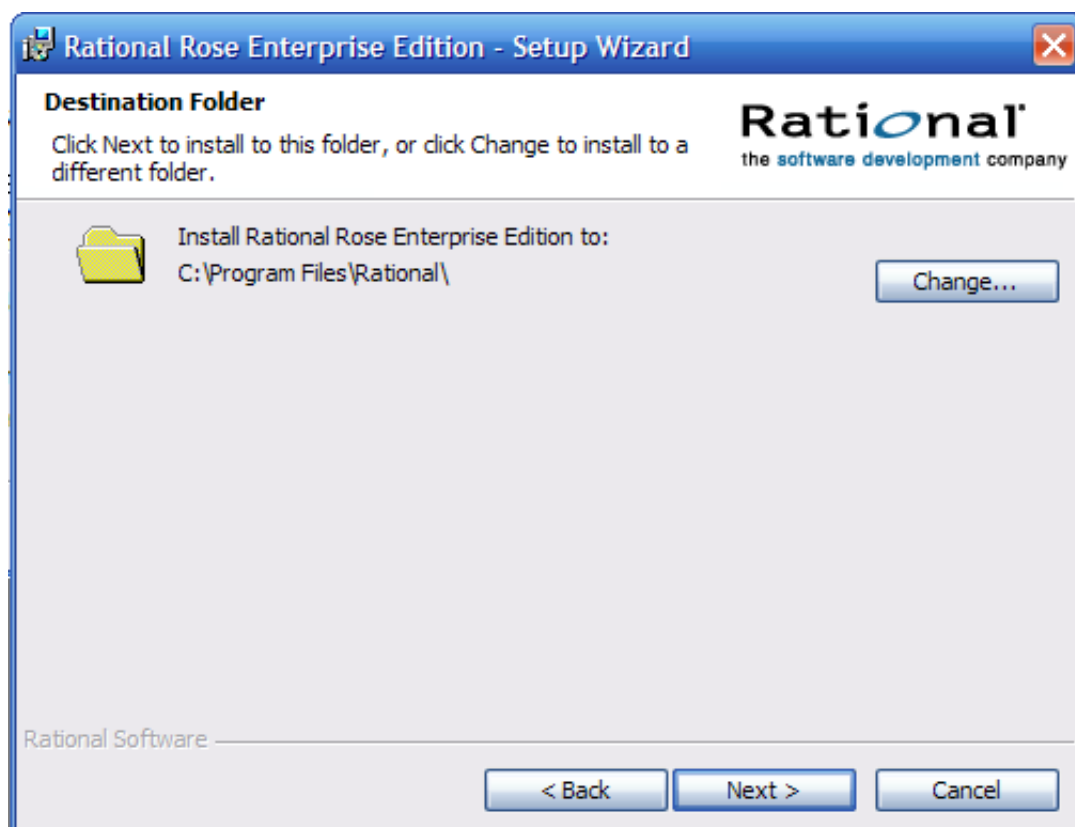 Rational Rose Enterprise Edition - Setup Wizard
Destination Folder
Click Next to install to this folder, or click Change to install to a
different folder.
Rational
the software development company
Install Rational Rose Enterprise Edition to:
C:\Program Files\Rational\
Change...
Rational Software
< Back
Next >
Cancel